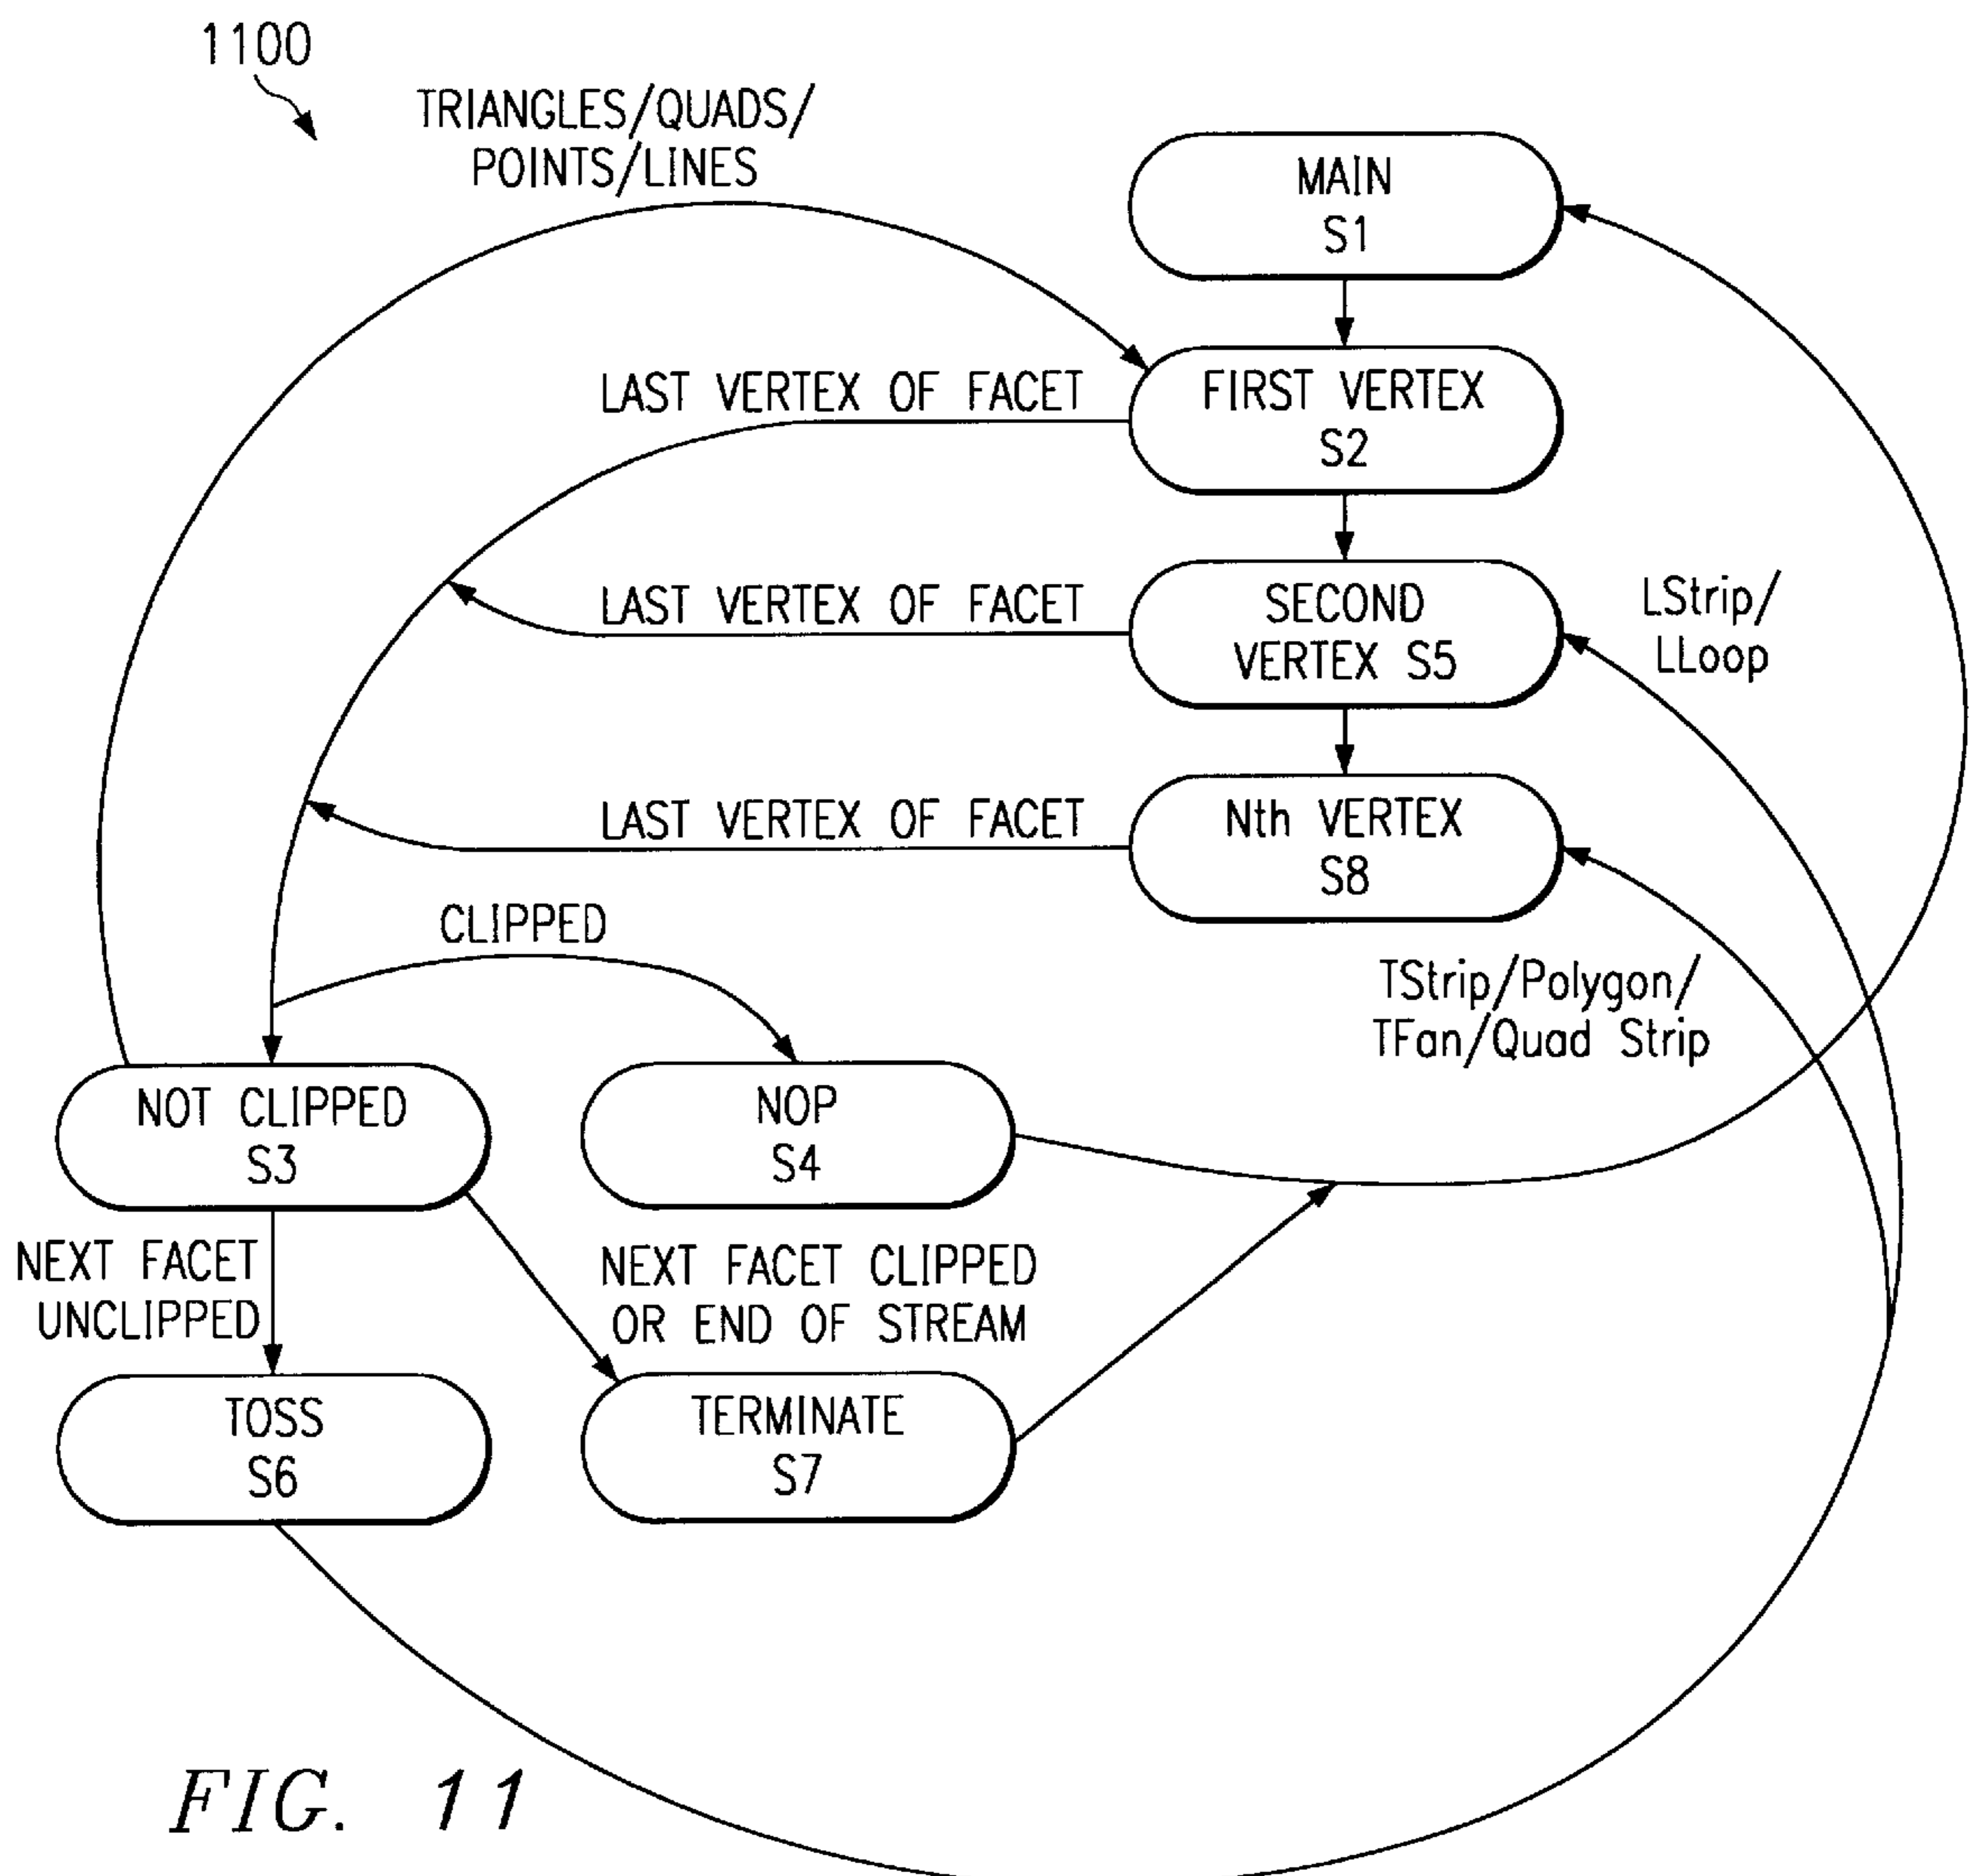 1100
TRIANGLES/QUADS/
POINTS/LINES
MAIN
S1
LAST VERTEX OF FACET
FIRST VERTEX
S2
LAST VERTEX OF FACET
SECOND
VERTEX S5
LStrip/
LLoop
LAST VERTEX OF FACET
Nth VERTEX
S8
CLIPPED
TStrip/Polygon/
TFan/Quad Strip
NOT CLIPPED
S3
NOP
S4
NEXT FACET
UNCLIPPED
NEXT FACET CLIPPED
OR END OF STREAM
TOSS
S6
TERMINATE
S7
FIG. 11